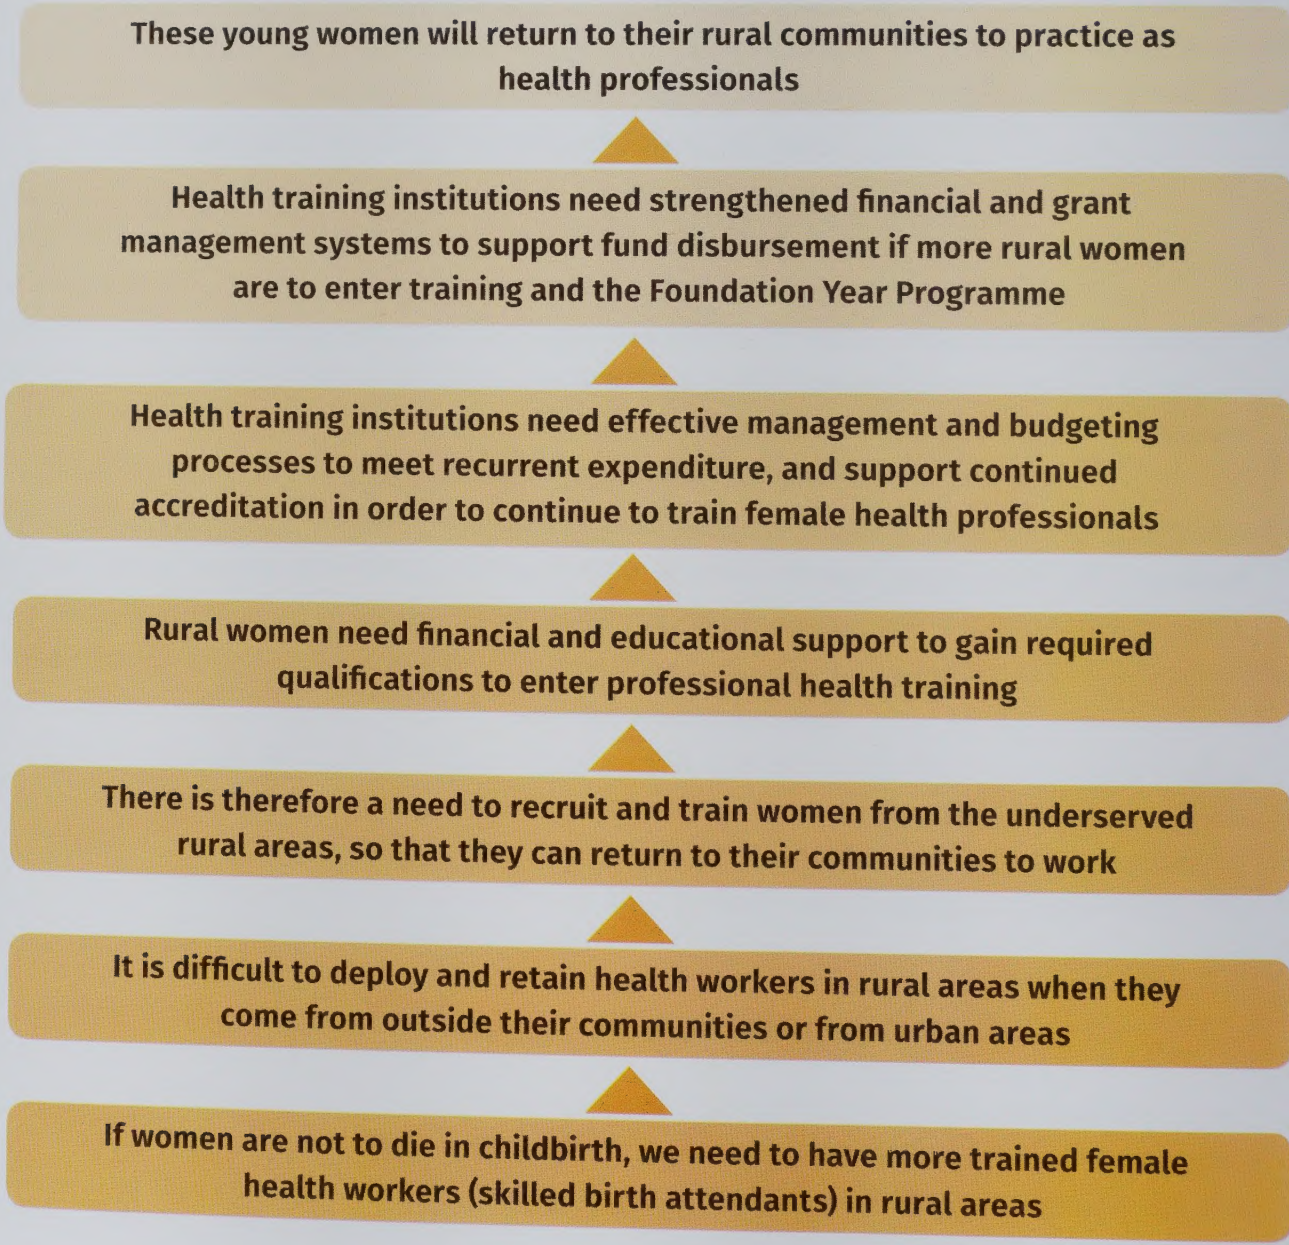 These young women will return to their rural communities to practice as
health professionals
Health training institutions need strengthened financial and grant
management systems to support fund disbursement if more rural women
are to enter training and the Foundation Year Programme
Health training institutions need effective management and budgeting
processes to meet recurrent expenditure, and support continued
accreditation in order to continue to train female health professionals
Rural women need financial and educational support to gain required
qualifications to enter professional health training
There is therefore a need to recruit and train women from the underserved
rural areas, so that they can return to their communities to work
It is difficult to deploy and retain health workers in rural areas when they
come from outside their communities or from urban areas
If women are not to die in childbirth, we need to have more trained female
health workers (skilled birth attendants) in rural areas